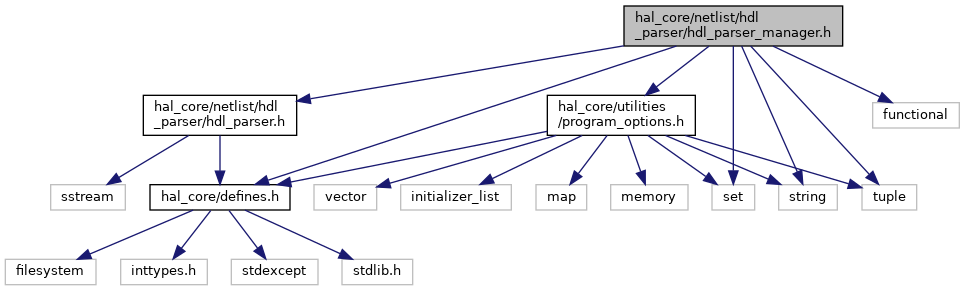 hal_core/netlist/hdl
_parser/hdl_parser_manager.h
hal_core/netlist/hdl
_parser/hdl_parser.h
hal_core/utilities
/program_options.h
functional
sstream
hal_core/defines.h
vector
initializer_list
map
memory
set
string
tuple
filesystem
inttypes.h
stdexcept
stdlib.h